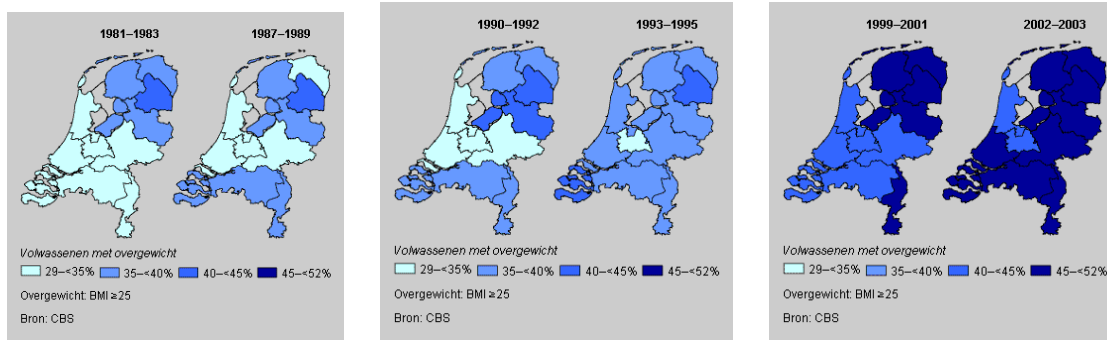 1981–1983 1987–1989
Volwassenen met overgewicht
29–<35% 35–<40% 40–<45% 45–<52%
Overgewicht: BMI ≥25
Bron: CBS
1990–1992 1993–1995
Volwassenen met overgewicht
29–<35% 35–<40% 40–<45% 45–<52%
Overgewicht: BMI ≥25
Bron: CBS
1999–2001 2002–2003
Volwassenen met overgewicht
29–<35% 35–<40% 40–<45% 45–<52%
Overgewicht: BMI ≥25
Bron: CBS